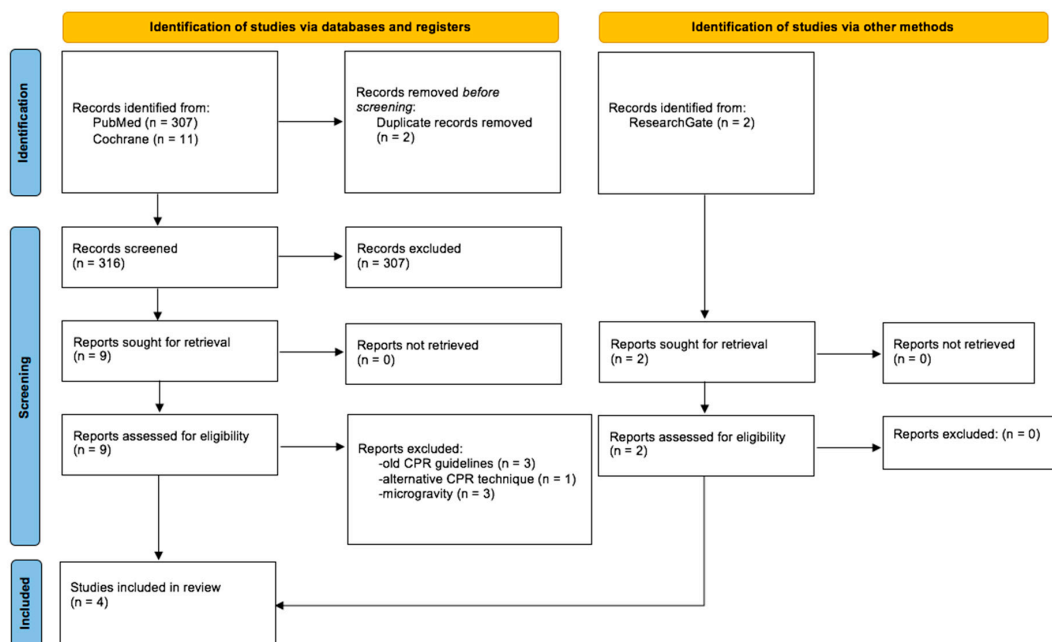 Identification of studies via databases and registers
Identification of studies via other methods
Identification
Records identified from:
PubMed (n = 307)
Cochrane (n = 11)
Records removed before
screening:
Duplicate records removed
(n = 2)
Records identified from:
ResearchGate (n = 2)
Screening
Records screened
(n = 316)
Records excluded
(n = 307)
Reports sought for retrieval
(n = 9)
Reports not retrieved
(n = 0)
Reports sought for retrieval
(n = 2)
Reports not retrieved
(n = 0)
Reports assessed for eligibility
(n = 9)
Reports excluded:
-old CPR guidelines (n = 3)
-alternative CPR technique (n = 1)
-microgravity (n = 3)
Reports assessed for eligibility
(n = 2)
Reports excluded: (n = 0)
Included
Studies included in review
(n = 4)